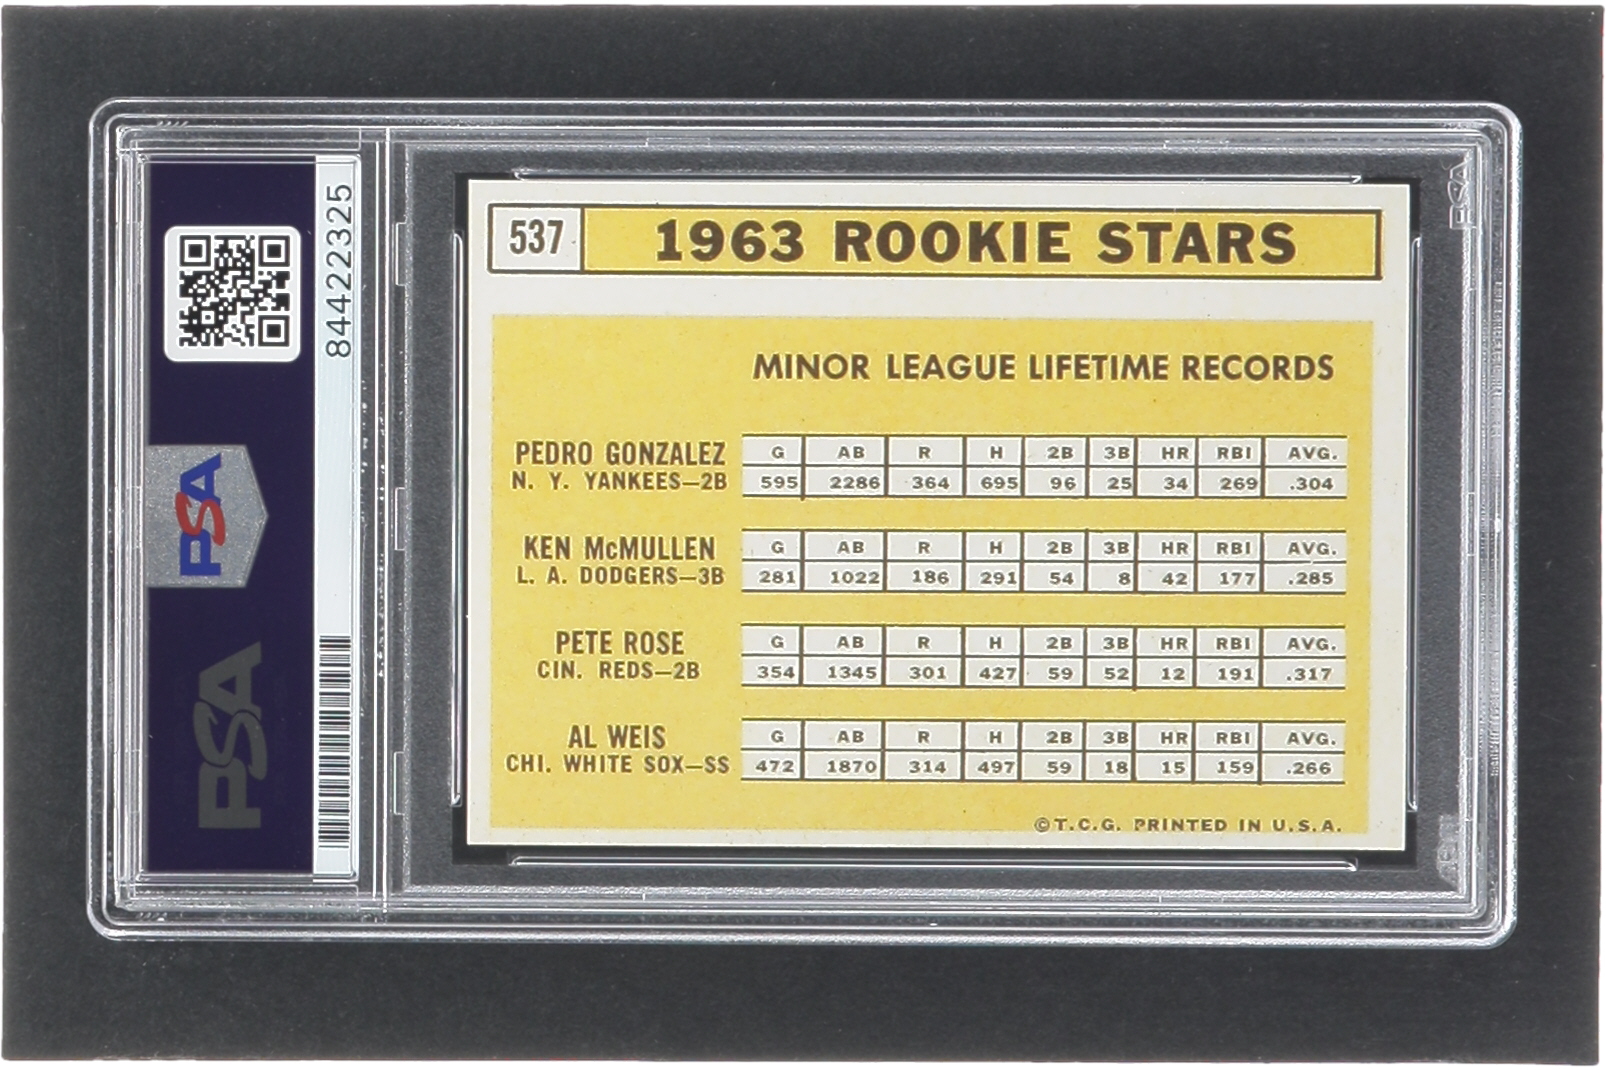 537 1963 ROOKIE STARS
MINOR LEAGUE LIFETIME RECORDS
PEDRO GONZALEZ G AB R H 2B 3B HR RBI AVG.
N. Y. YANKEES—2B 595 2286 364 695 96 25 34 269 .304
KEN McMULLEN G AB R H 2B 3B HR RBI AVG.
L. A. DODGERS—3B 281 1022 186 291 54 8 42 177 .285
PETE ROSE G AB R H 2B 3B HR RBI AVG.
CIN. REDS—2B 354 1345 301 427 59 52 12 191 .317
AL WEIS G AB R H 2B 3B HR RBI AVG.
CHI. WHITE SOX—SS 472 1870 314 497 59 18 15 159 .266
©T.C.G. PRINTED IN U.S.A.
84422325
PSA
PSA
PSA